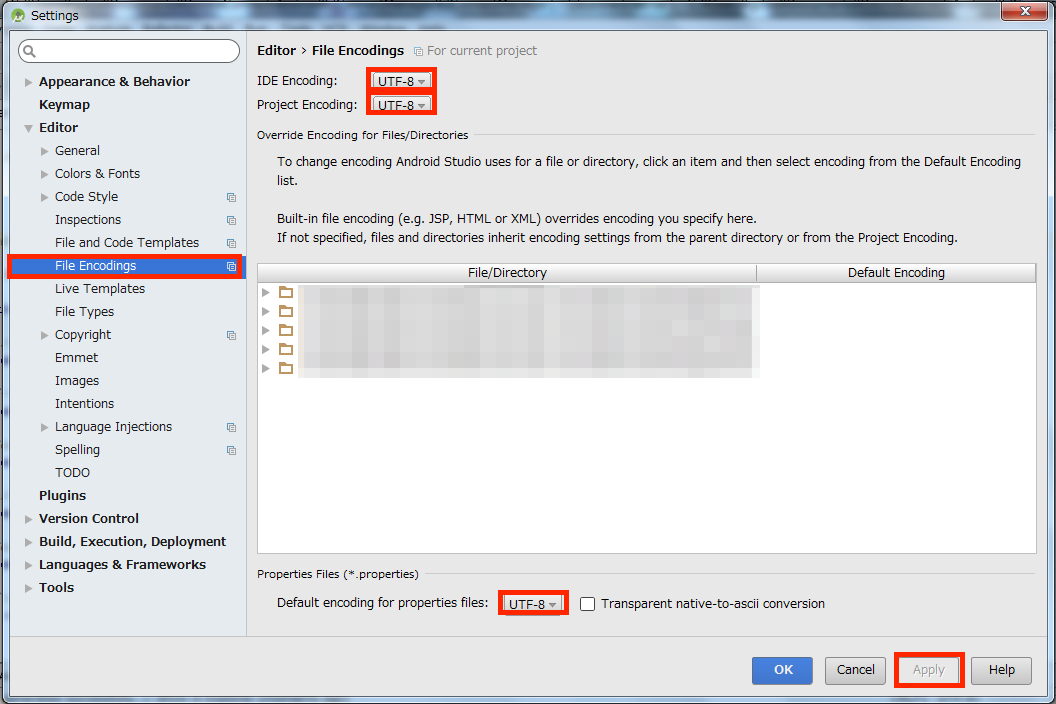 Settings
Editor › File Encodings For current project
Appearance & Behavior
Keymap
Editor
General
Colors & Fonts
Code Style
Inspections
File and Code Templates
File Encodings
Live Templates
File Types
Copyright
Emmet
Images
Intentions
Language Injections
Spelling
TODO
Plugins
Version Control
Build, Execution, Deployment
Languages & Frameworks
Tools
IDE Encoding: UTF-8
Project Encoding: UTF-8
Override Encoding for Files/Directories
To change encoding Android Studio uses for a file or directory, click an item and then select encoding from the Default Encoding
list.
Built-in file encoding (e.g. JSP, HTML or XML) overrides encoding you specify here.
If not specified, files and directories inherit encoding settings from the parent directory or from the Project Encoding.
File/Directory Default Encoding
Properties Files (*.properties)
Default encoding for properties files: UTF-8 Transparent native-to-ascii conversion
OK Cancel Apply Help